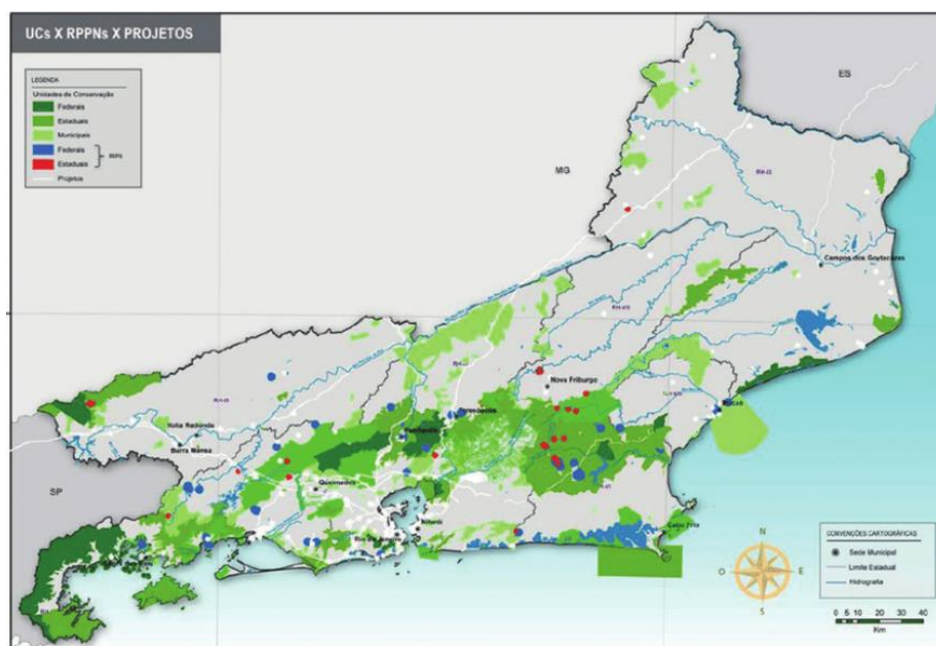 UCs X RPPNs X PROJETOS
LEGENDA
Unidades de Conservação
Federais
Estaduais
Municipais
Federais
Estaduais
Projetos
ES
MG
SP
Campos dos Goytacazes
Nova Friburgo
Macaé
Teresópolis
Petrópolis
Volta Redonda
Barra Mansa
Queimados
Niterói
Rio de Janeiro
Cabo Frio
CONVENÇÕES CARTOGRÁFICAS
Sede Municipal
Limite Estadual
Hidrografia
N
O
E
S
0 5 10 20 30 40
Km